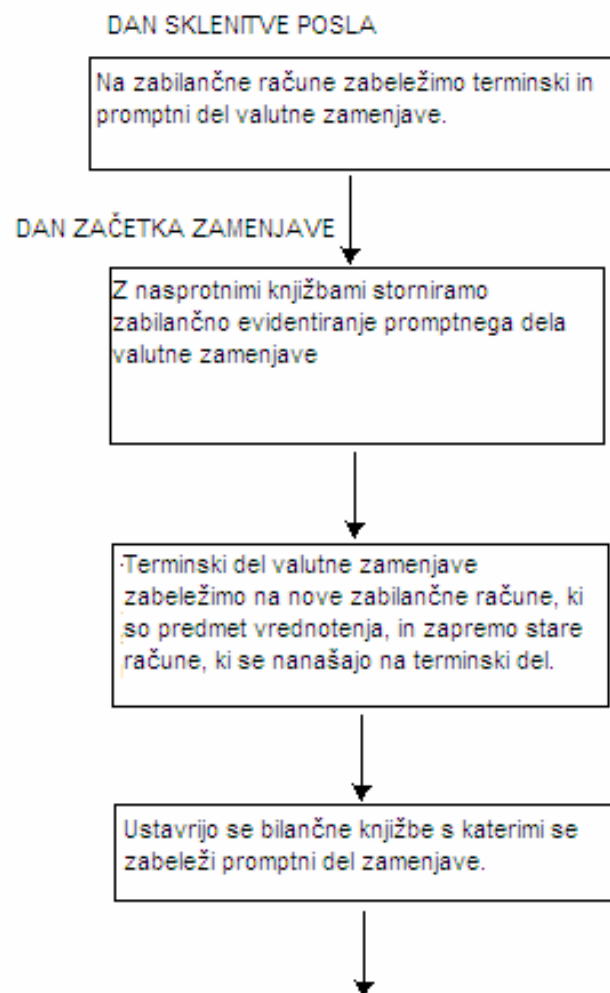 DAN SKLENITVE POSLA
Na zabilančne račune zabeležimo terminski in
promptni del valutne zamenjave.
DAN ZAČETKA ZAMENJAVE
Z nasprotnimi knjižbami storniramo
zabilančno evidentiranje promptnega dela
valutne zamenjave
Terminski del valutne zamenjave
zabeležimo na nove zabilančne račune, ki
so predmet vrednotenja, in zapremo stare
račune, ki se nanašajo na terminski del.
Ustavrijo se bilančne knjižbe s katerimi se
zabeleži promptni del zamenjave.